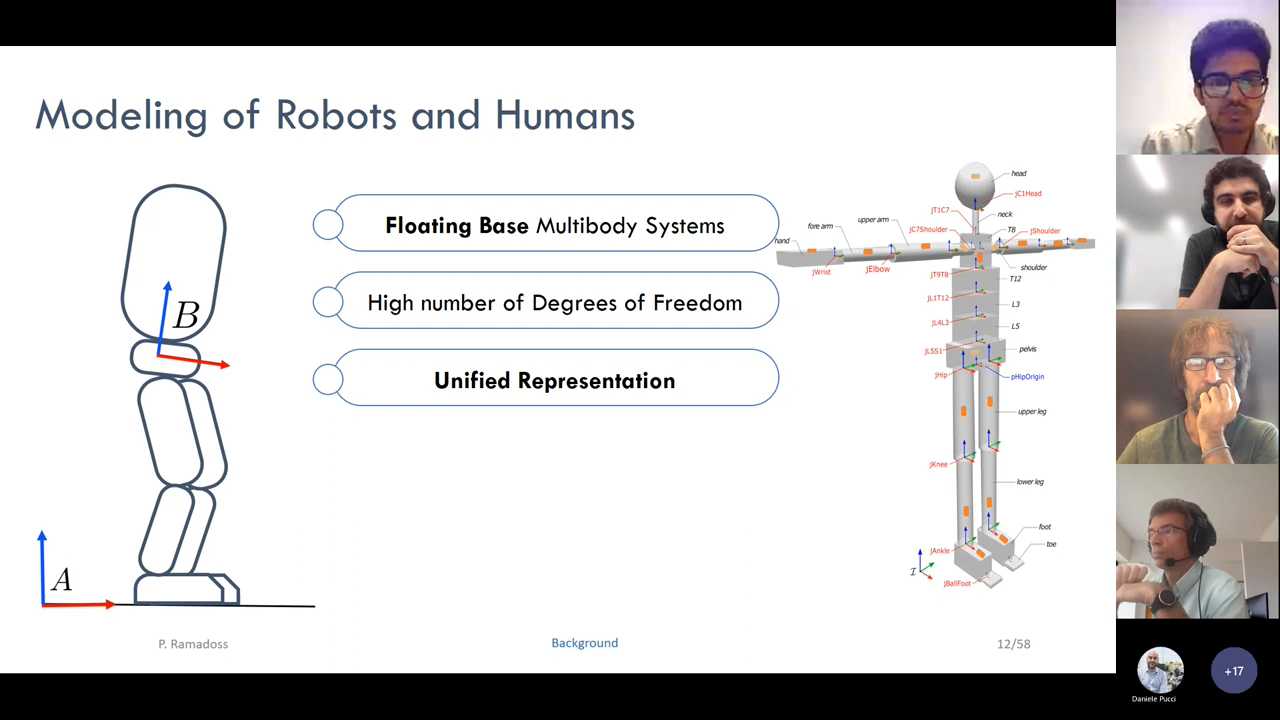 Modeling of Robots and Humans
Floating Base Multibody Systems
High number of Degrees of Freedom
Unified Representation
B
A
head
jC1Head
jT1C7
neck
upper arm
fore arm
hand
jC7Shoulder
T8
jShoulder
jWrist
jElbow
shoulder
jT9T8
T12
jL1T12
L3
jL4L3
L5
jL5S1
pelvis
jHip
pHipOrigin
upper leg
jKnee
lower leg
foot
jAnkle
toe
I
jBallFoot
P. Ramadoss
Background
12/58
Daniele Pucci
+17